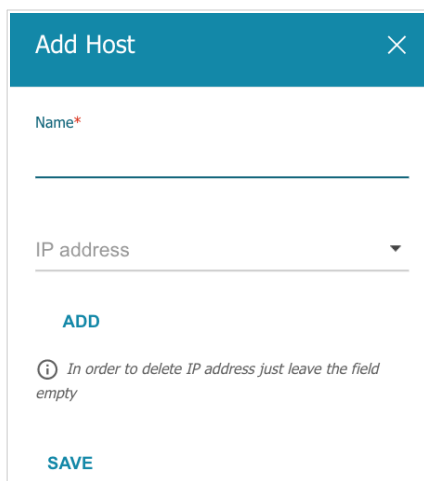 Add Host
Name*
IP address
ADD
In order to delete IP address just leave the field
empty
SAVE